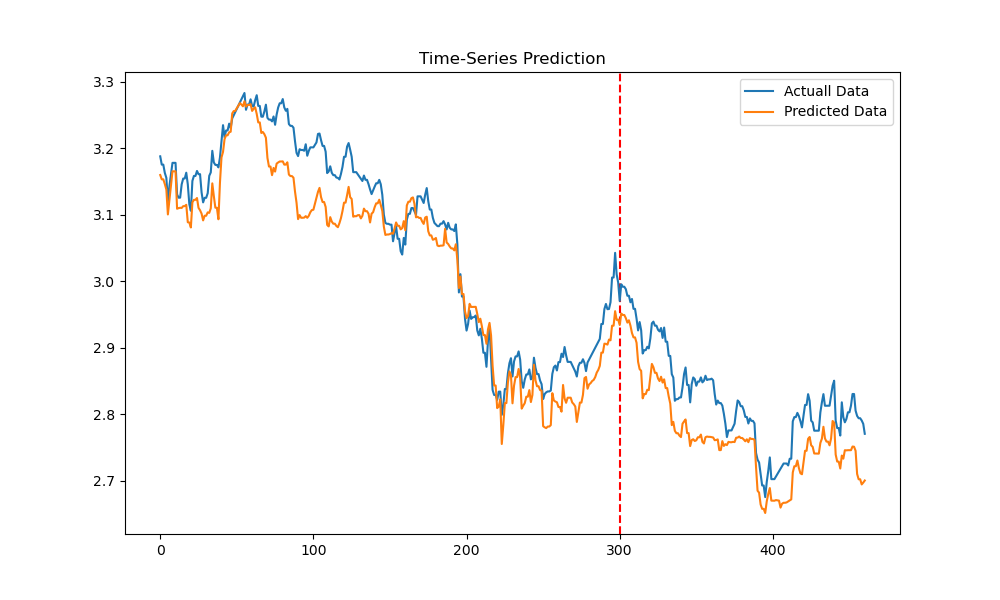 Time-Series Prediction
Actuall Data
Predicted Data
3.3
3.2
3.1
3.0
2.9
2.8
2.7
0 100 200 300 400